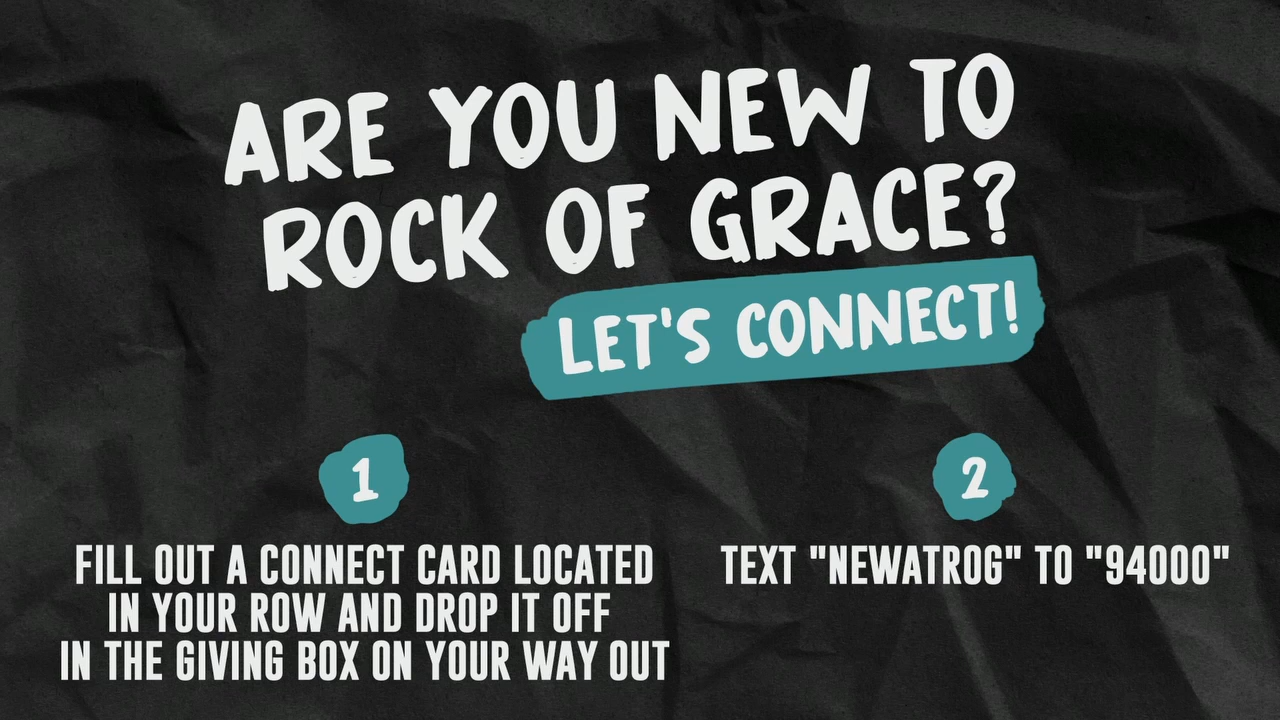 ARE YOU NEW TO
ROCK OF GRACE?
LET'S CONNECT!
1
FILL OUT A CONNECT CARD LOCATED
IN YOUR ROW AND DROP IT OFF
IN THE GIVING BOX ON YOUR WAY OUT
2
TEXT "NEWATROG" TO "94000"